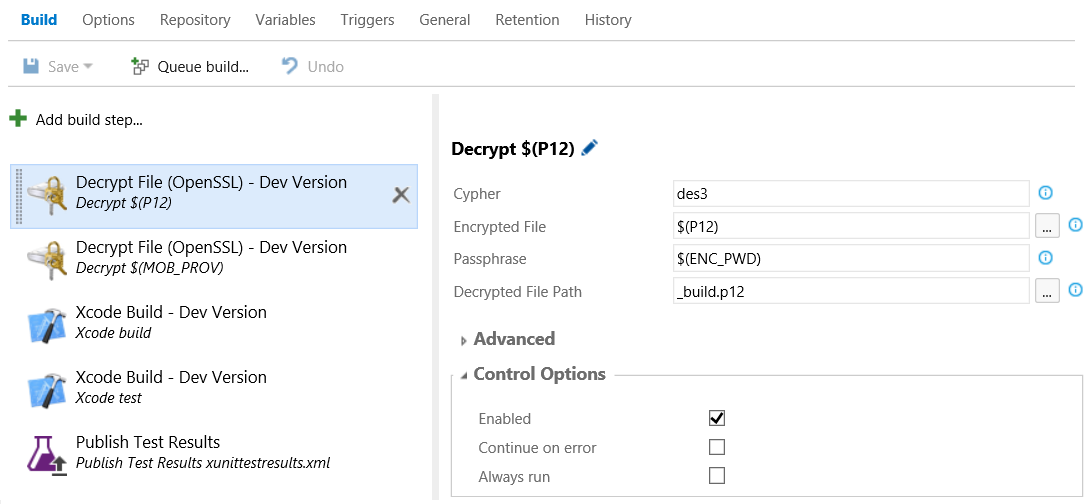 Build Options Repository Variables Triggers General Retention History
Save Queue build... Undo
Add build step...
Decrypt File (OpenSSL) - Dev Version
Decrypt $(P12)
Decrypt File (OpenSSL) - Dev Version
Decrypt $(MOB_PROV)
Xcode Build - Dev Version
Xcode build
Xcode Build - Dev Version
Xcode test
Publish Test Results
Publish Test Results xunittestresults.xml
Decrypt $(P12)
Cypher des3
Encrypted File $(P12) ...
Passphrase $(ENC_PWD)
Decrypted File Path _build.p12 ...
Advanced
Control Options
Enabled
Continue on error
Always run